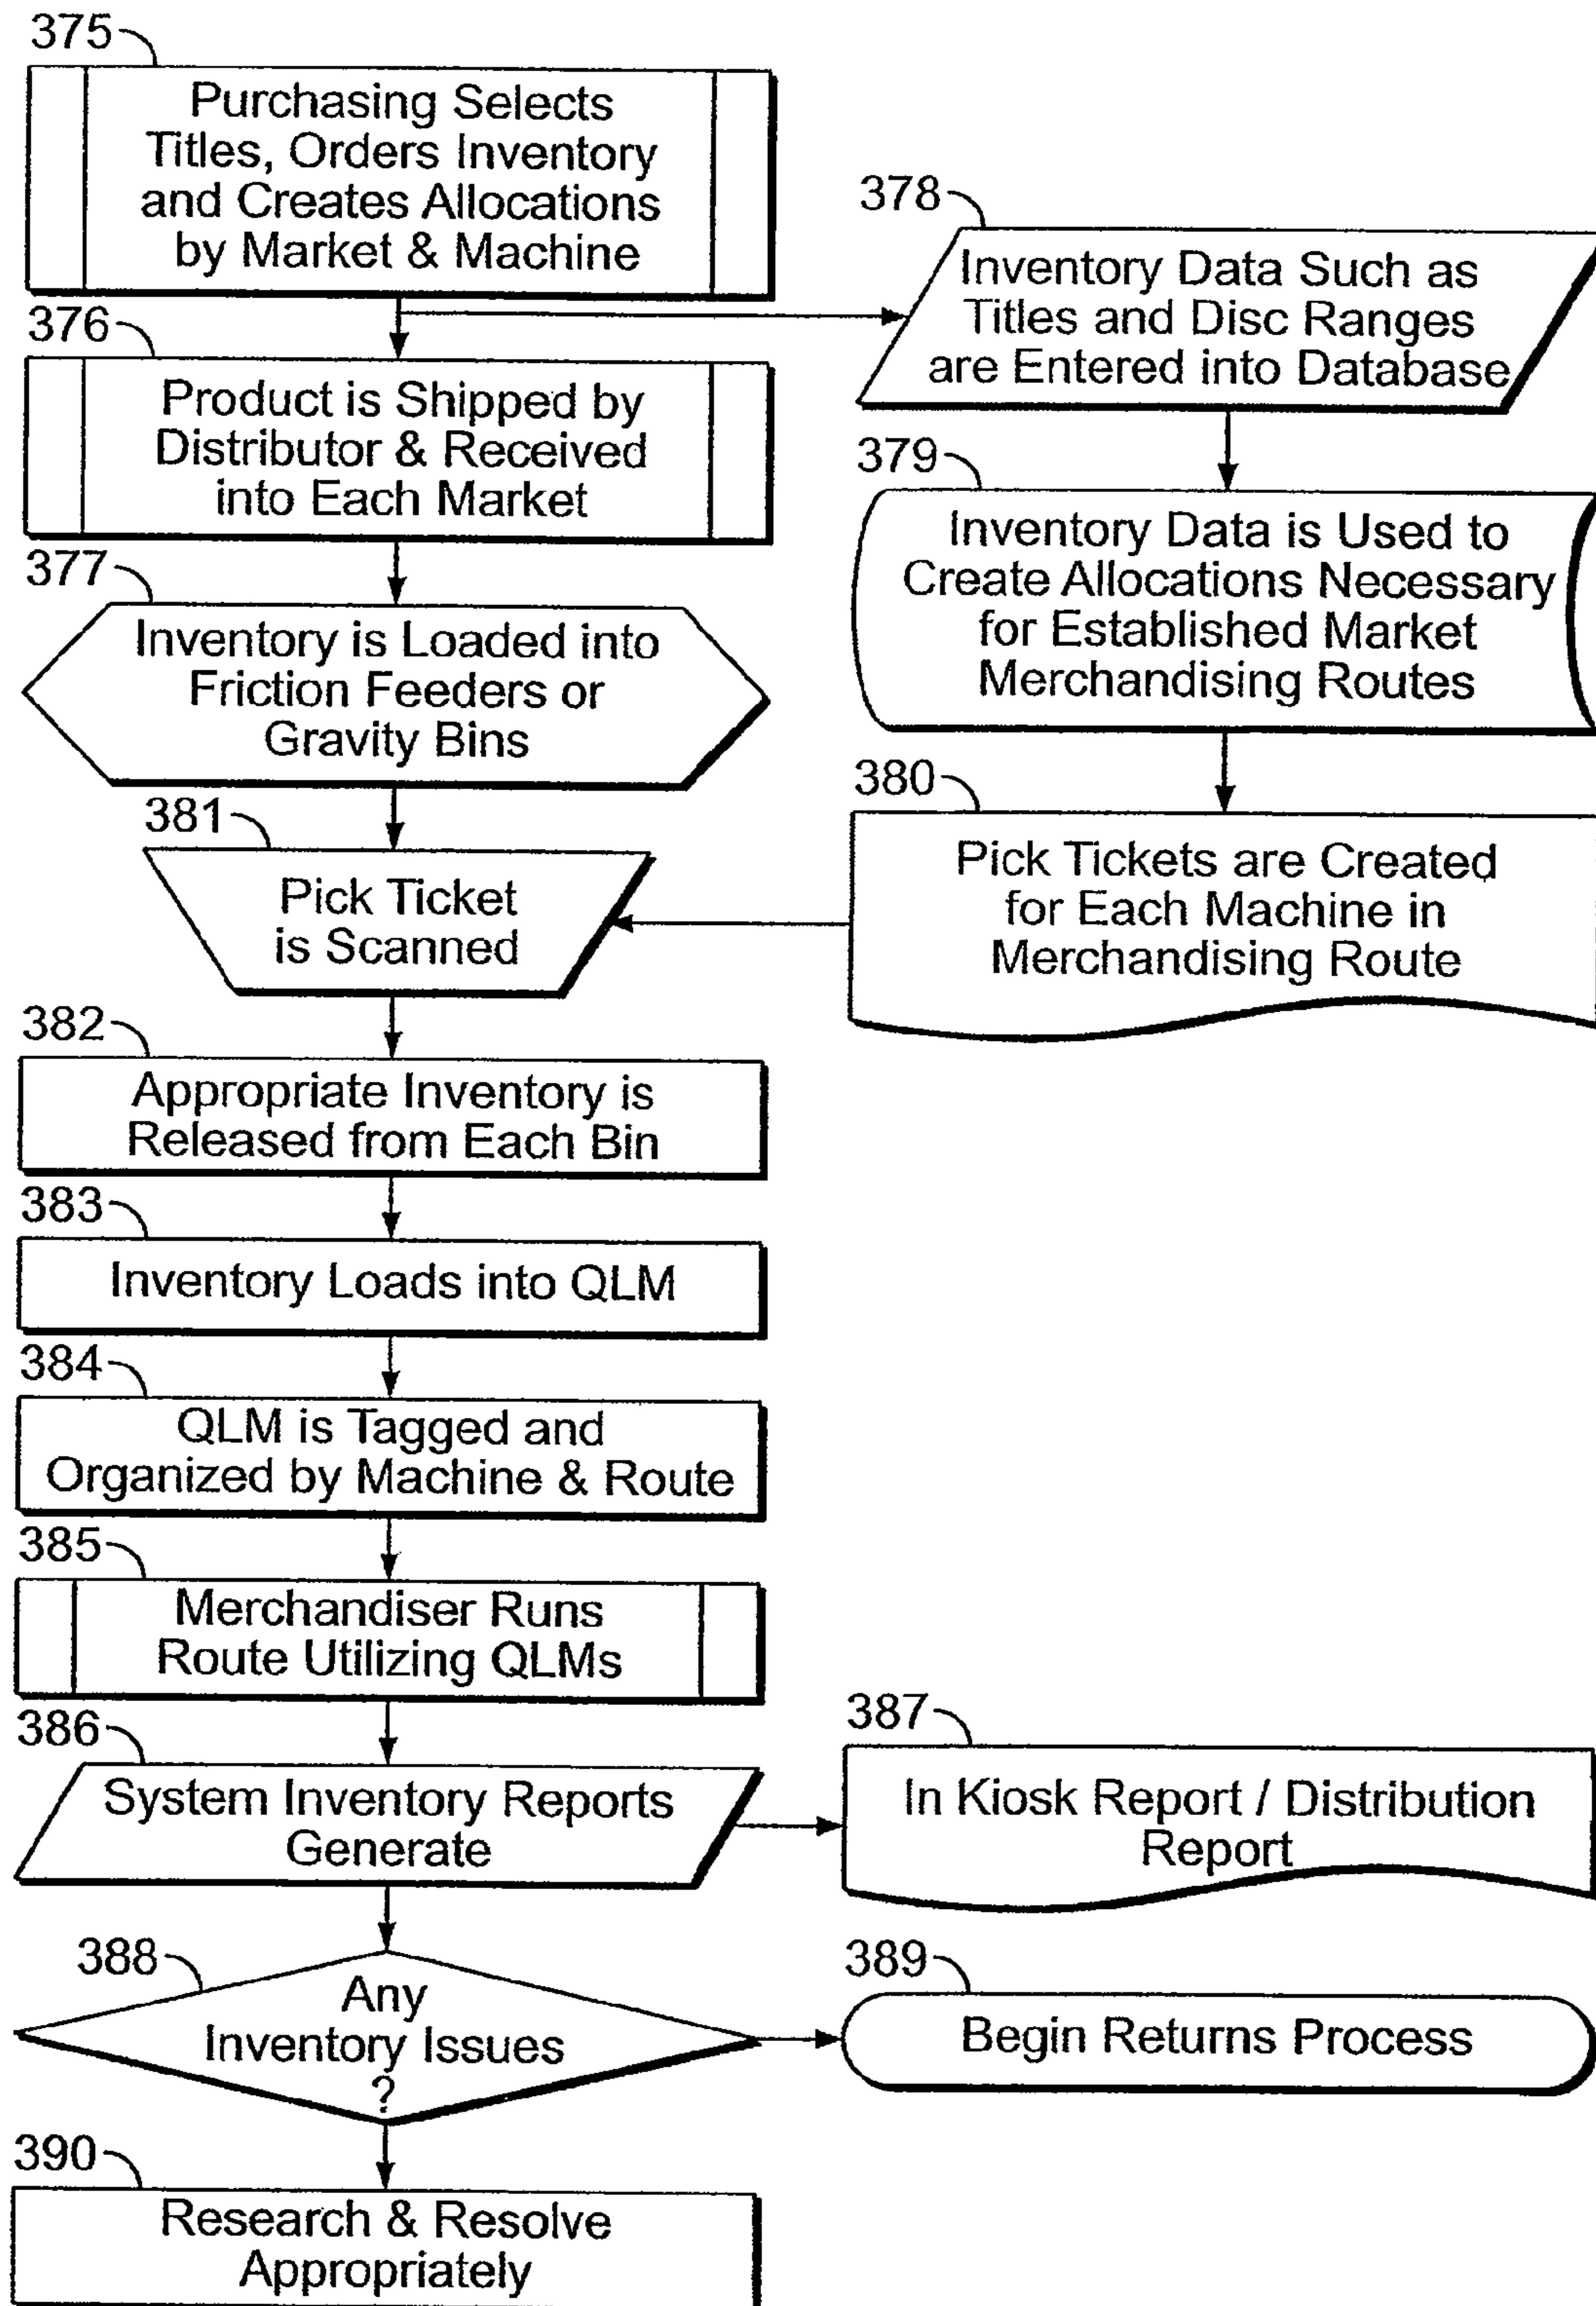 375
Purchasing Selects
Titles, Orders Inventory
and Creates Allocations
by Market & Machine
376
Product is Shipped by
Distributor & Received
into Each Market
377
Inventory is Loaded into
Friction Feeders or
Gravity Bins
378
Inventory Data Such as
Titles and Disc Ranges
are Entered into Database
379
Inventory Data is Used to
Create Allocations Necessary
for Established Market
Merchandising Routes
380
Pick Tickets are Created
for Each Machine in
Merchandising Route
381
Pick Ticket
is Scanned
382
Appropriate Inventory is
Released from Each Bin
383
Inventory Loads into QLM
384
QLM is Tagged and
Organized by Machine & Route
385
Merchandiser Runs
Route Utilizing QLMs
386
System Inventory Reports
Generate
387
In Kiosk Report / Distribution
Report
388
Any
Inventory Issues
?
389
Begin Returns Process
390
Research & Resolve
Appropriately